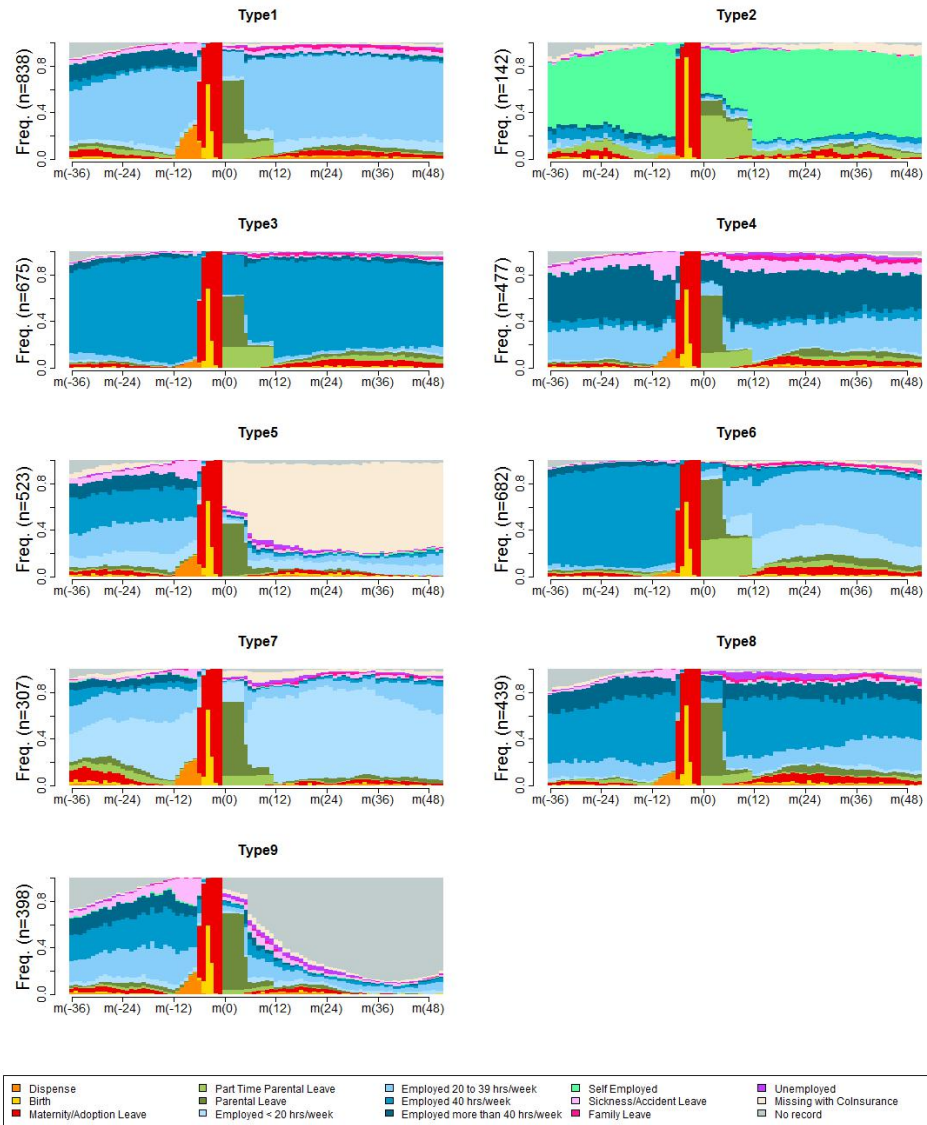 Type1
Type2
Freq. (n=838)
0.0 0.4 0.8
m(-36) m(-24) m(-12) m(0) m(12) m(24) m(36) m(48)
Freq. (n=142)
0.0 0.4 0.8
m(-36) m(-24) m(-12) m(0) m(12) m(24) m(36) m(48)
Type3
Type4
Freq. (n=675)
0.0 0.4 0.8
m(-36) m(-24) m(-12) m(0) m(12) m(24) m(36) m(48)
Freq. (n=477)
0.0 0.4 0.8
m(-36) m(-24) m(-12) m(0) m(12) m(24) m(36) m(48)
Type5
Type6
Freq. (n=523)
0.0 0.4 0.8
m(-36) m(-24) m(-12) m(0) m(12) m(24) m(36) m(48)
Freq. (n=682)
0.0 0.4 0.8
m(-36) m(-24) m(-12) m(0) m(12) m(24) m(36) m(48)
Type7
Type8
Freq. (n=307)
0.0 0.4 0.8
m(-36) m(-24) m(-12) m(0) m(12) m(24) m(36) m(48)
Freq. (n=439)
0.0 0.4 0.8
m(-36) m(-24) m(-12) m(0) m(12) m(24) m(36) m(48)
Type9
Freq. (n=398)
0.0 0.4 0.8
m(-36) m(-24) m(-12) m(0) m(12) m(24) m(36) m(48)
Dispense Part Time Parental Leave Employed 20 to 39 hrs/week Self Employed Unemployed
Birth Parental Leave Employed 40 hrs/week Sickness/Accident Leave Missing with CoInsurance
Maternity/Adoption Leave Employed < 20 hrs/week Employed more than 40 hrs/week Family Leave No record